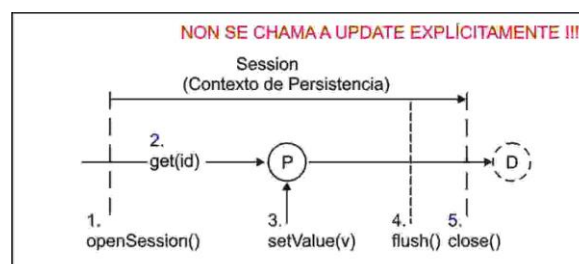 NON SE CHAMA A UPDATE EXPLÍCITAMENTE !!!
Session
(Contexto de Persistencia)
2.
get(id)
P
D
1.
openSession()
3.
setValue(v)
4.
flush()
5.
close()